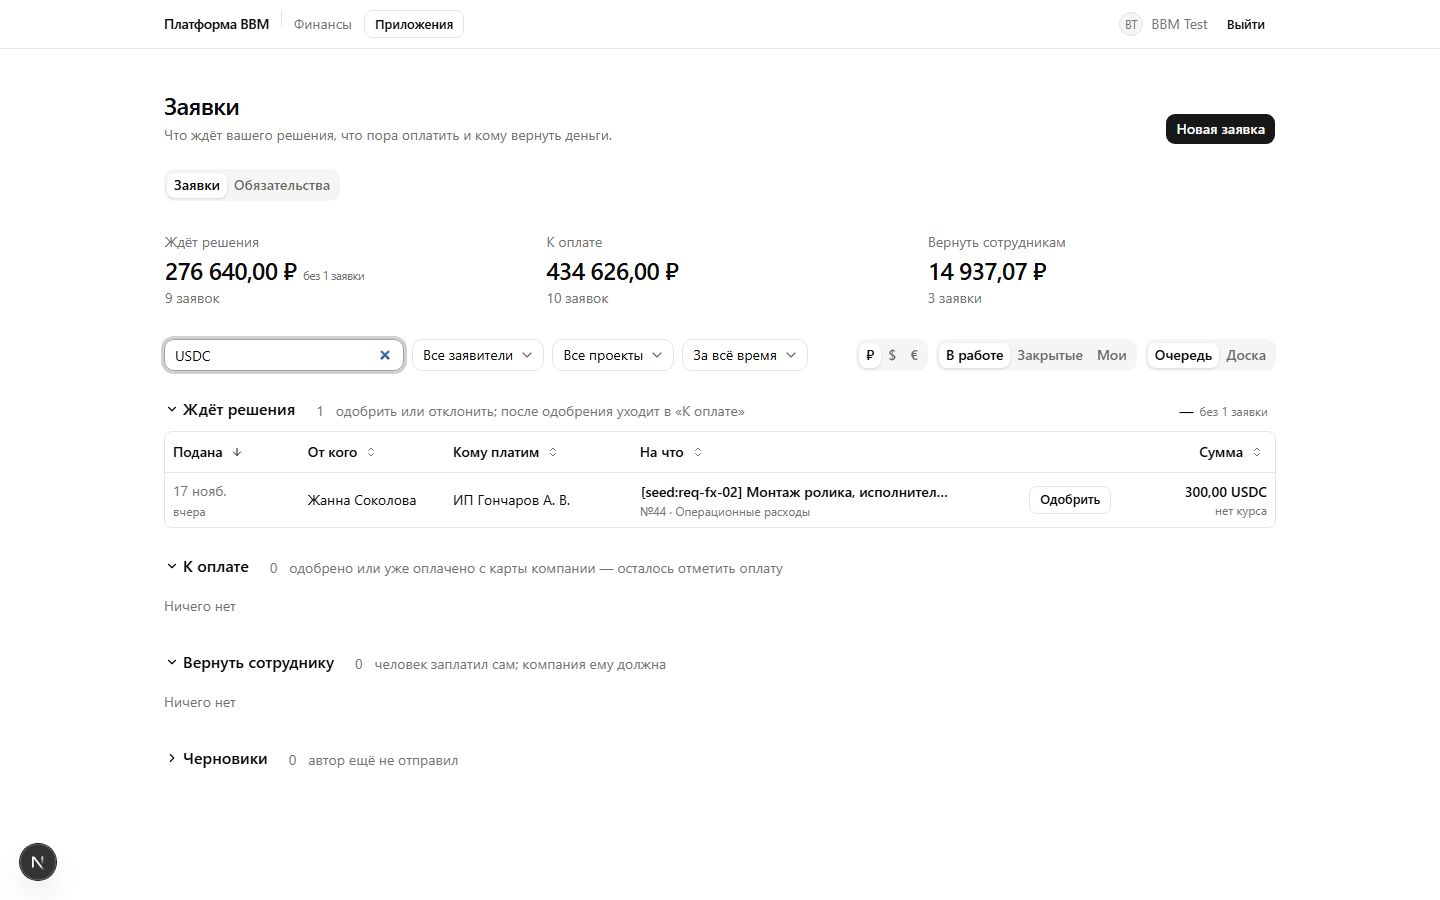 Платформа BBM Финансы Приложения BT BBM Test Выйти
Заявки
Что ждёт вашего решения, что пора оплатить и кому вернуть деньги.
Новая заявка
Заявки Обязательства
Ждёт решения К оплате Вернуть сотрудникам
276 640,00 ₽ без 1 заявки 434 626,00 ₽ 14 937,07 ₽
9 заявок 10 заявок 3 заявки
USDC Все заявители Все проекты За всё время ₽ $ € В работе Закрытые Мои Очередь Доска
Ждёт решения 1 одобрить или отклонить; после одобрения уходит в «К оплате» — без 1 заявки
Подана От кого Кому платим На что Сумма
17 нояб. вчера Жанна Соколова ИП Гончаров А. В. [seed:req-fx-02] Монтаж ролика, исполнител... Одобрить 300,00 USDC
№44 · Операционные расходы нет курса
К оплате 0 одобрено или уже оплачено с карты компании — осталось отметить оплату
Ничего нет
Вернуть сотруднику 0 человек заплатил сам; компания ему должна
Ничего нет
Черновики 0 автор ещё не отправил
N